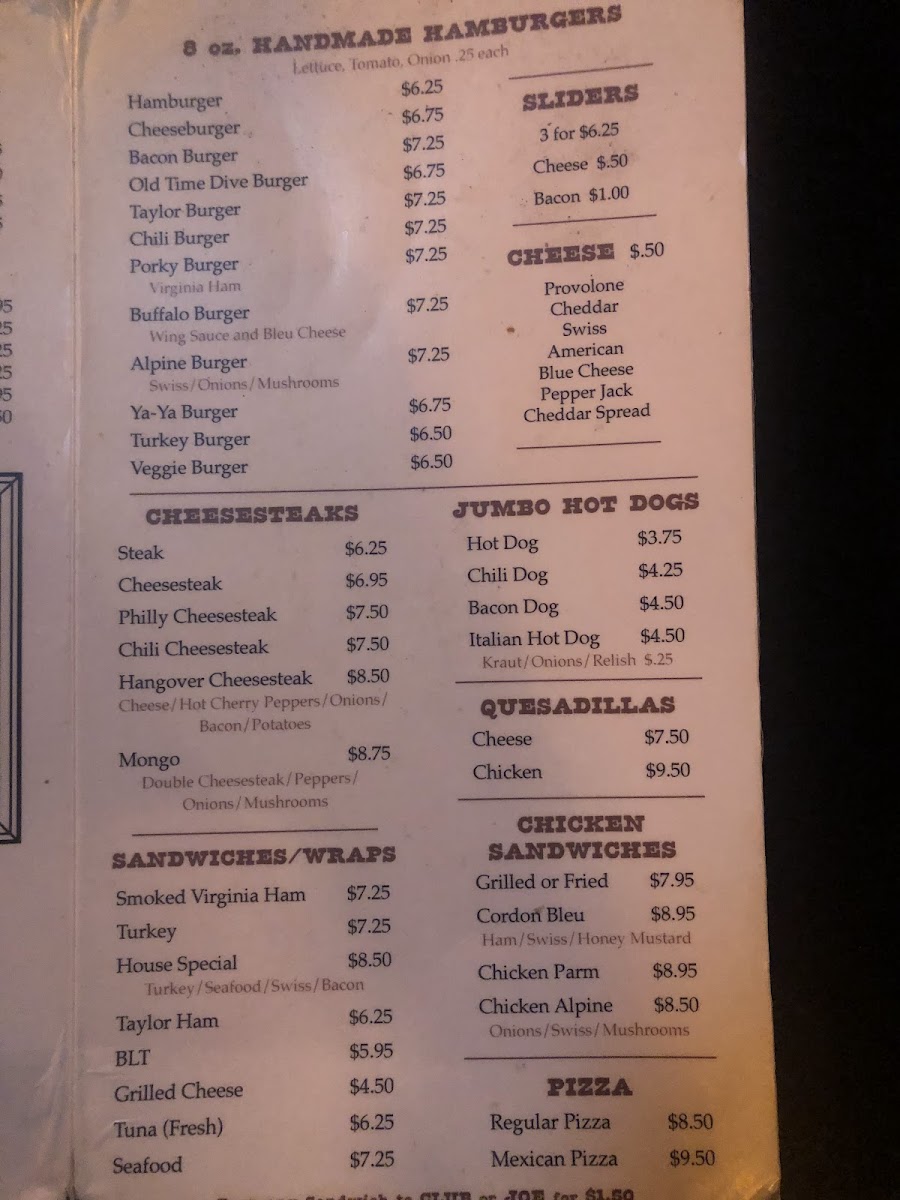 8 oz. HANDMADE HAMBURGERS
Lettuce, Tomato, Onion .25 each
Hamburger $6.25
Cheeseburger $6.75
Bacon Burger $7.25
Old Time Dive Burger $6.75
Taylor Burger $7.25
Chili Burger $7.25
Porky Burger $7.25
Virginia Ham
Buffalo Burger $7.25
Wing Sauce and Bleu Cheese
Alpine Burger $7.25
Swiss/Onions/Mushrooms
Ya-Ya Burger $6.75
Turkey Burger $6.50
Veggie Burger $6.50
SLIDERS
3 for $6.25
Cheese $.50
Bacon $1.00
CHEESE $.50
Provolone
Cheddar
Swiss
American
Blue Cheese
Pepper Jack
Cheddar Spread
CHEESESTEAKS
Steak $6.25
Cheesesteak $6.95
Philly Cheesesteak $7.50
Chili Cheesesteak $7.50
Hangover Cheesesteak $8.50
Cheese/Hot Cherry Peppers/Onions/
Bacon/Potatoes
Mongo $8.75
Double Cheesesteak/Peppers/
Onions/Mushrooms
SANDWICHES/WRAPS
Smoked Virginia Ham $7.25
Turkey $7.25
House Special $8.50
Turkey/Seafood/Swiss/Bacon
Taylor Ham $6.25
BLT $5.95
Grilled Cheese $4.50
Tuna (Fresh) $6.25
Seafood $7.25
JUMBO HOT DOGS
Hot Dog $3.75
Chili Dog $4.25
Bacon Dog $4.50
Italian Hot Dog $4.50
Kraut/Onions/Relish $.25
QUESADILLAS
Cheese $7.50
Chicken $9.50
CHICKEN
SANDWICHES
Grilled or Fried $7.95
Cordon Bleu $8.95
Ham/Swiss/Honey Mustard
Chicken Parm $8.95
Chicken Alpine $8.50
Onions/Swiss/Mushrooms
PIZZA
Regular Pizza $8.50
Mexican Pizza $9.50
Sandwich to CLUB or JOE for $1.50